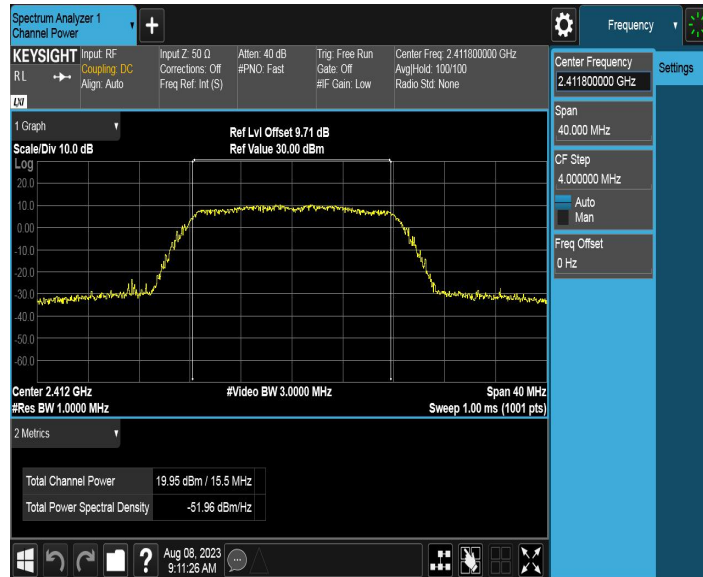 Spectrum Analyzer 1
Channel Power
+
Frequency
KEYSIGHT
RL
LXI
Input: RF
Coupling: DC
Align: Auto
Input Z: 50 Ω
Corrections: Off
Freq Ref: Int (S)
Atten: 40 dB
#PNO: Fast
Trig: Free Run
Gate: Off
#IF Gain: Low
Center Freq: 2.411800000 GHz
Avg|Hold: 100/100
Radio Std: None
Center Frequency
2.411800000 GHz
Settings
Span
40.000 MHz
CF Step
4.000000 MHz
Auto
Man
Freq Offset
0 Hz
1 Graph
Scale/Div 10.0 dB
Ref Lvl Offset 9.71 dB
Ref Value 30.00 dBm
Log
20.0
10.0
0.00
-10.0
-20.0
-30.0
-40.0
-50.0
-60.0
Center 2.412 GHz
#Res BW 1.0000 MHz
#Video BW 3.0000 MHz
Span 40 MHz
Sweep 1.00 ms (1001 pts)
2 Metrics
Total Channel Power 19.95 dBm / 15.5 MHz
Total Power Spectral Density -51.96 dBm/Hz
?
Aug 08, 2023
9:11:26 AM